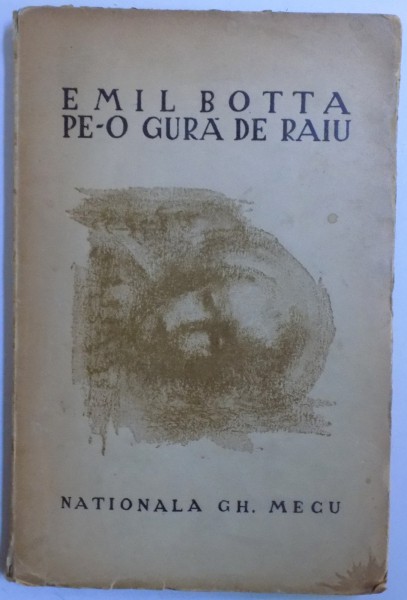 EMIL BOTTA
PE-O GURĂ DE RAIU
NATIONALA GH. MECU